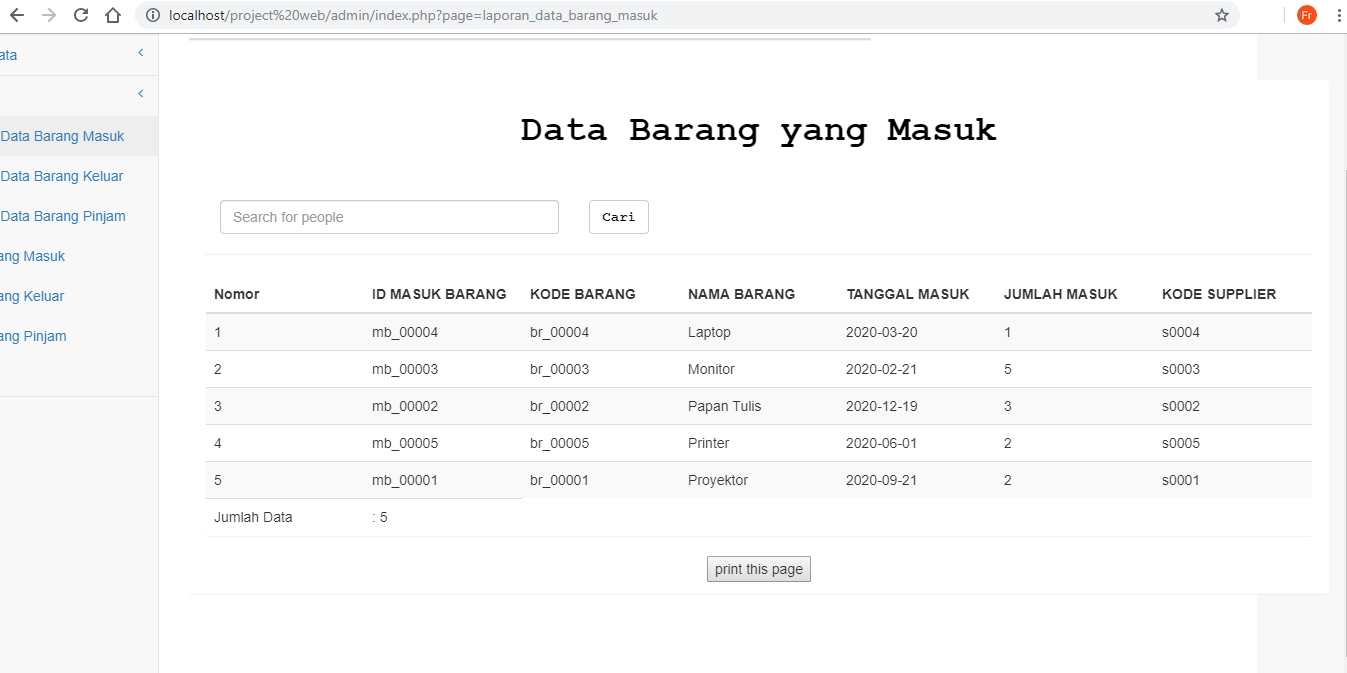 localhost/project%20web/admin/index.php?page=laporan_data_barang_masuk
Fr
ata
Data Barang Masuk
Data Barang Keluar
Data Barang Pinjam
ang Masuk
ang Keluar
ang Pinjam
Data Barang yang Masuk
Search for people
Cari
Nomor ID MASUK BARANG KODE BARANG NAMA BARANG TANGGAL MASUK JUMLAH MASUK KODE SUPPLIER
1 mb_00004 br_00004 Laptop 2020-03-20 1 s0004
2 mb_00003 br_00003 Monitor 2020-02-21 5 s0003
3 mb_00002 br_00002 Papan Tulis 2020-12-19 3 s0002
4 mb_00005 br_00005 Printer 2020-06-01 2 s0005
5 mb_00001 br_00001 Proyektor 2020-09-21 2 s0001
Jumlah Data : 5
print this page